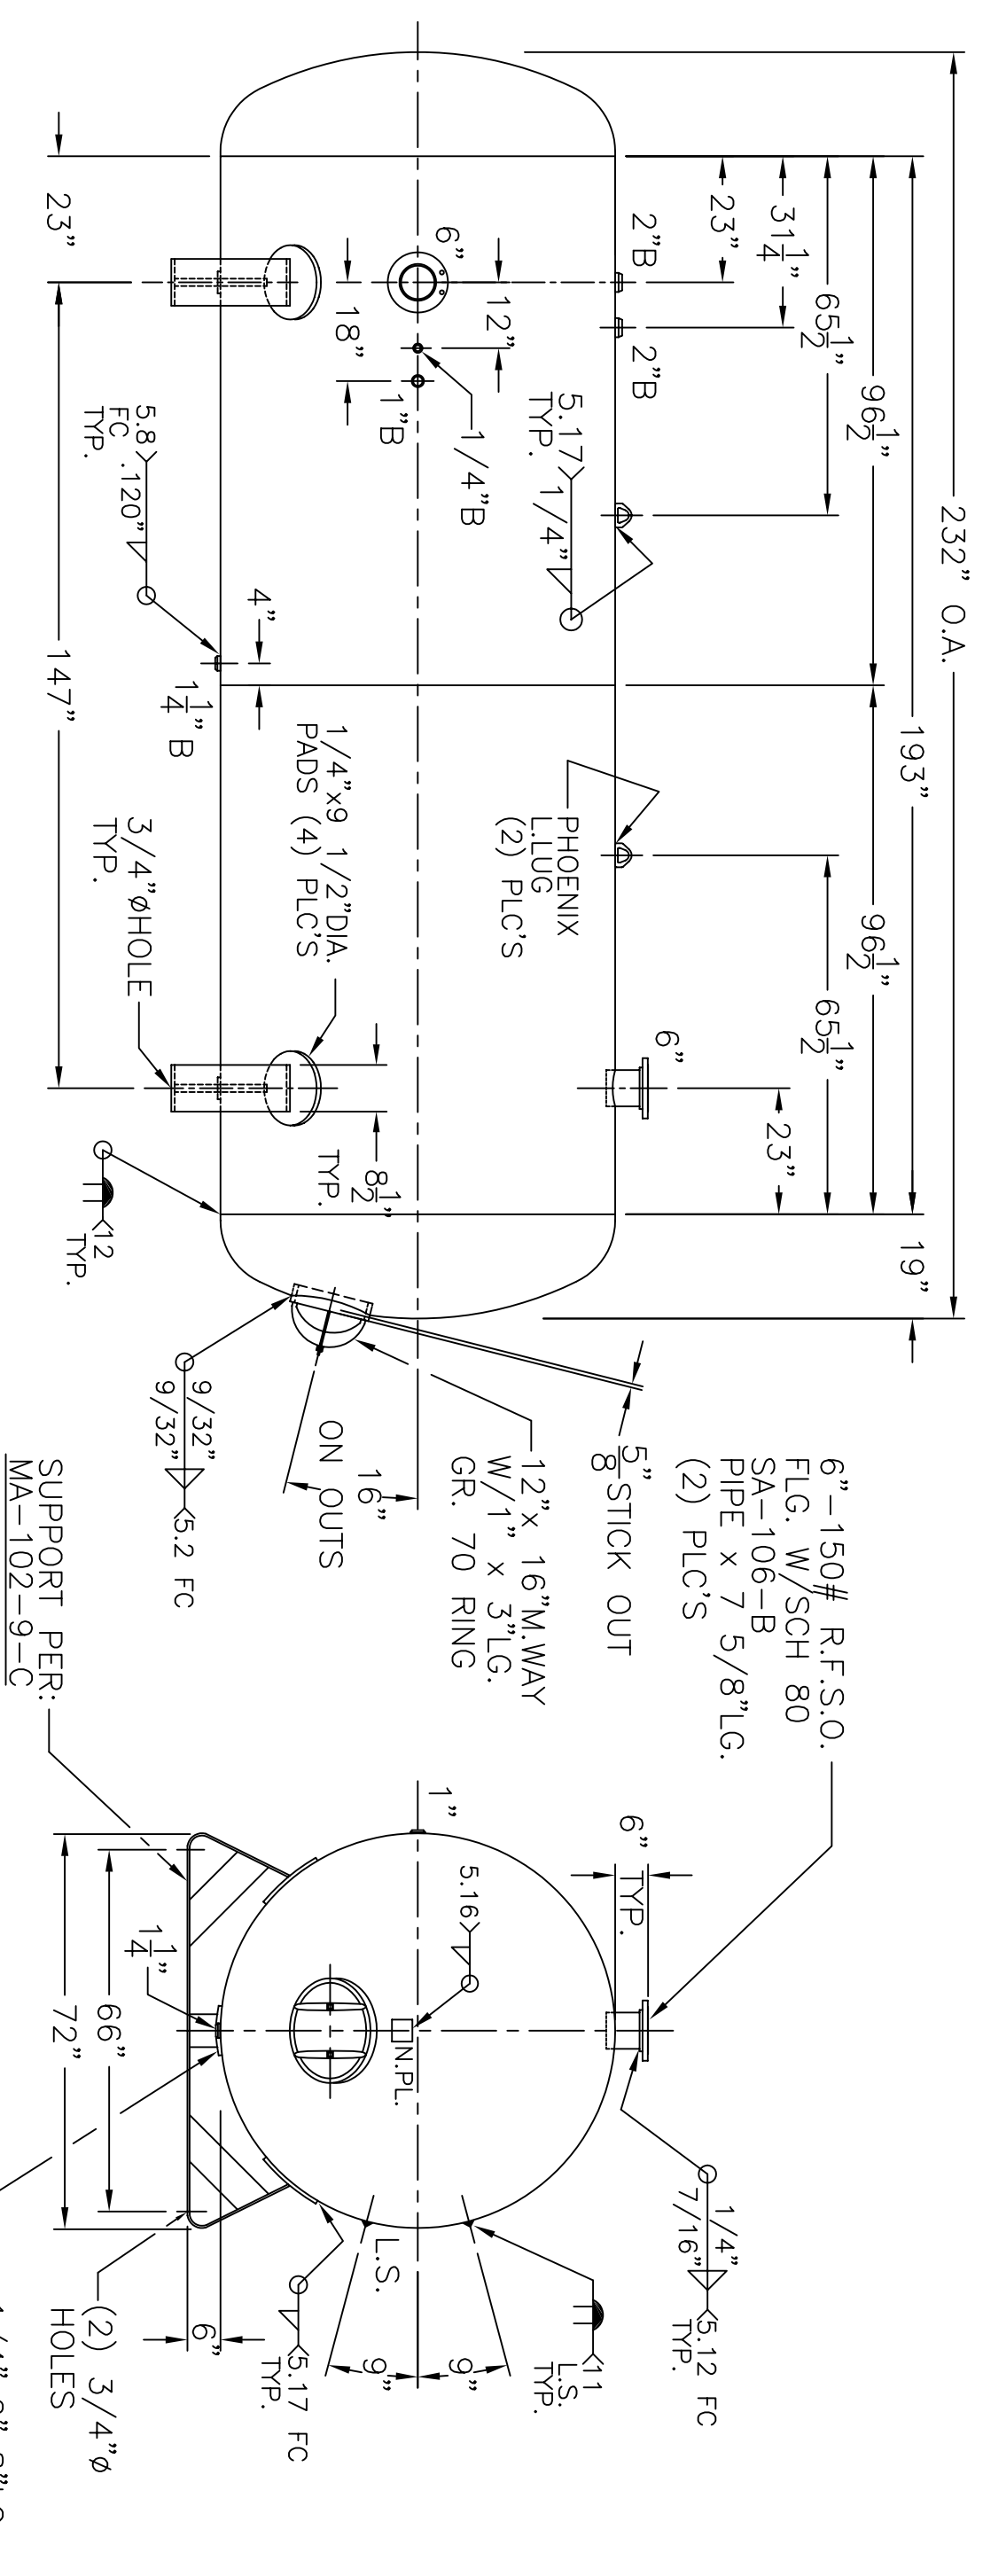 232" O.A.
193"
19"
96 1/2"
96 1/2"
65 1/2"
65 1/2"
31 1/4"
23"
23"
2"B
2"B
6"
6"
12"
18"
1/4"B
1"B
5.17
TYP.
1/4"
5.8
FC .120"
TYP.
4"
1 1/4" B
23"
147"
PHOENIX
L.LUG
(2) PLC'S
1/4"x9 1/2"DIA.
PADS (4) PLC'S
3/4"ØHOLE
TYP.
8 1/2"
TYP.
12
TYP.
5/8" STICK OUT
12"x 16"M.WAY
W/1" x 3"LG.
GR. 70 RING
16"
ON OUTS
9/32"
9/32"
5.2 FC
6"-150# R.F.S.O.
FLG. W/SCH 80
SA-106-B
PIPE x 7 5/8"LG.
(2) PLC'S
SUPPORT PER:
MA-102-9-C
6"
TYP.
1"
5.16
N.PL.
1 1/4"
66"
72"
1/4"
7/16"
5.12 FC
TYP.
11
L.S.
TYP.
L.S.
9"
9"
5.17 FC
TYP.
6"
(2) 3/4"Ø
HOLES